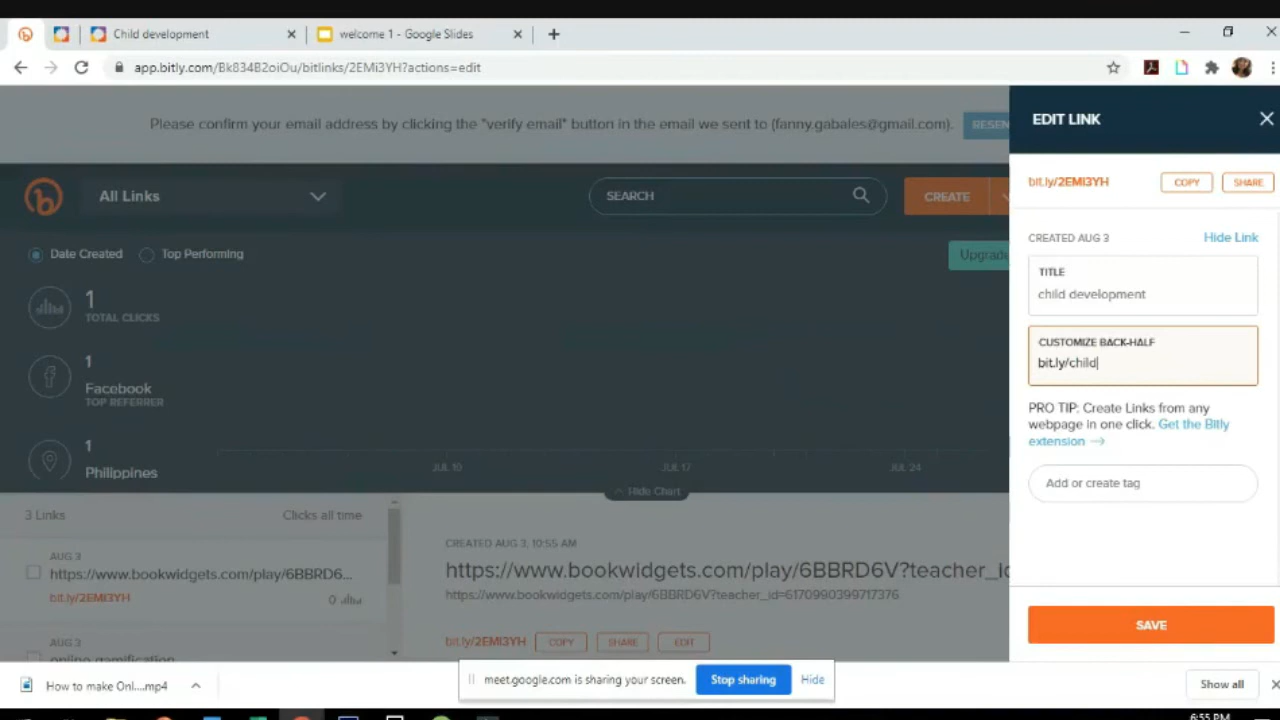 Child development
welcome 1 - Google Slides
app.bitly.com/Bk834B2oiOu/bitlinks/2EMi3YH?actions=edit
Please confirm your email address by clicking the "verify email" button in the email we sent to (fanny.gabales@gmail.com).
RESEN
EDIT LINK
bit.ly/2EMI3YH
COPY
SHARE
All Links
SEARCH
CREATE
CREATED AUG 3
Hide Link
Date Created
Top Performing
Upgrade
TITLE
child development
1
TOTAL CLICKS
CUSTOMIZE BACK-HALF
bit.ly/child
1
Facebook
TOP REFERRER
PRO TIP: Create Links from any
webpage in one click. Get the Bitly
extension →
1
Philippines
JUL 10
JUL 17
JUL 24
Hide Chart
Add or create tag
3 Links
Clicks all time
AUG 3
https://www.bookwidgets.com/play/6BBRD6...
bit.ly/2EMI3YH
0
CREATED AUG 3, 10:55 AM
https://www.bookwidgets.com/play/6BBRD6V?teacher_id
https://www.bookwidgets.com/play/6BBRD6V?teacher_id=6170990399717376
bit.ly/2EMI3YH
COPY
SHARE
EDIT
AUG 3
online gamification
SAVE
meet.google.com is sharing your screen.
Stop sharing
Hide
How to make Onl....mp4
Show all
6:55 PM